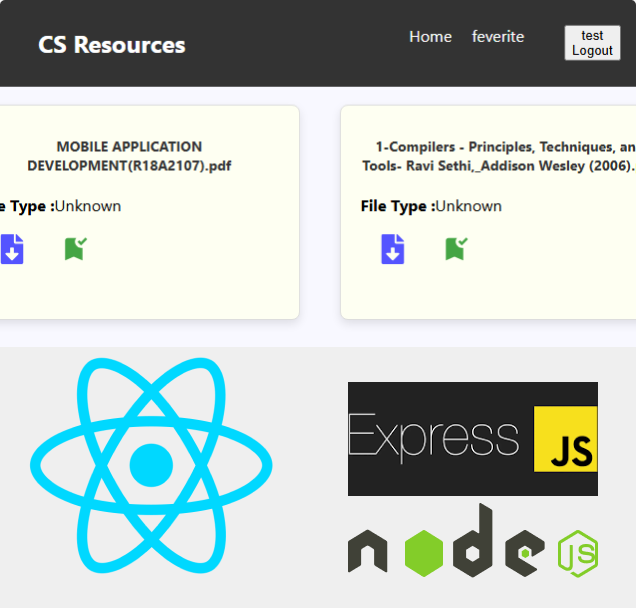 CS Resources
Home
feverite
test
Logout
MOBILE APPLICATION
DEVELOPMENT(R18A2107).pdf
e Type :Unknown
1-Compilers - Principles, Techniques, an
Tools- Ravi Sethi,_Addison Wesley (2006).
File Type :Unknown
Express
JS
node
JS